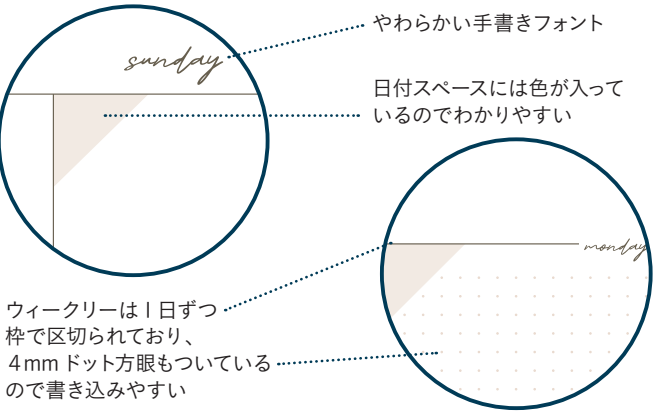 sunday
やわらかい手書きフォント
日付スペースには色が入って
いるのでわかりやすい
monday
ウィークリーは1日ずつ
枠で区切られており、
4mmドット方眼もついている
ので書き込みやすい